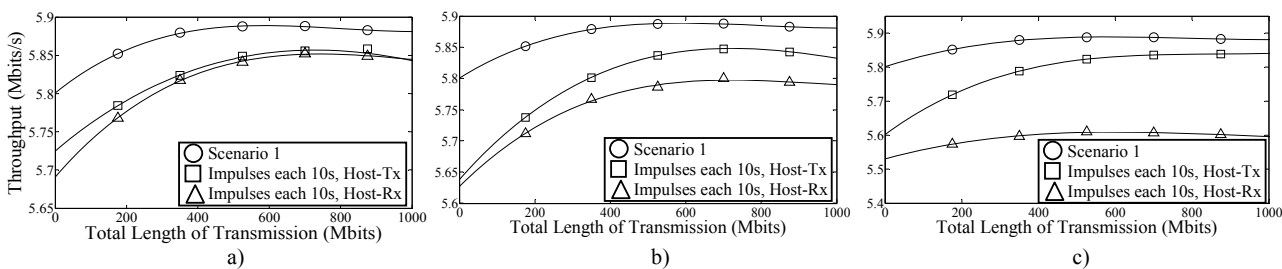 Throughput (Mbits/s)
5.9
5.85
5.8
5.75
5.7
5.65
Scenario 1
Impulses each 10s, Host-Tx
Impulses each 10s, Host-Rx
0 200 400 600 800 1000
Total Length of Transmission (Mbits)
a)
5.9
5.85
5.8
5.75
5.7
5.65
5.6
Scenario 1
Impulses each 10s, Host-Tx
Impulses each 10s, Host-Rx
0 200 400 600 800 1000
Total Length of Transmission (Mbits)
b)
5.9
5.8
5.7
5.6
5.5
5.4
Scenario 1
Impulses each 10s, Host-Tx
Impulses each 10s, Host-Rx
0 200 400 600 800 1000
Total Length of Transmission (Mbits)
c)